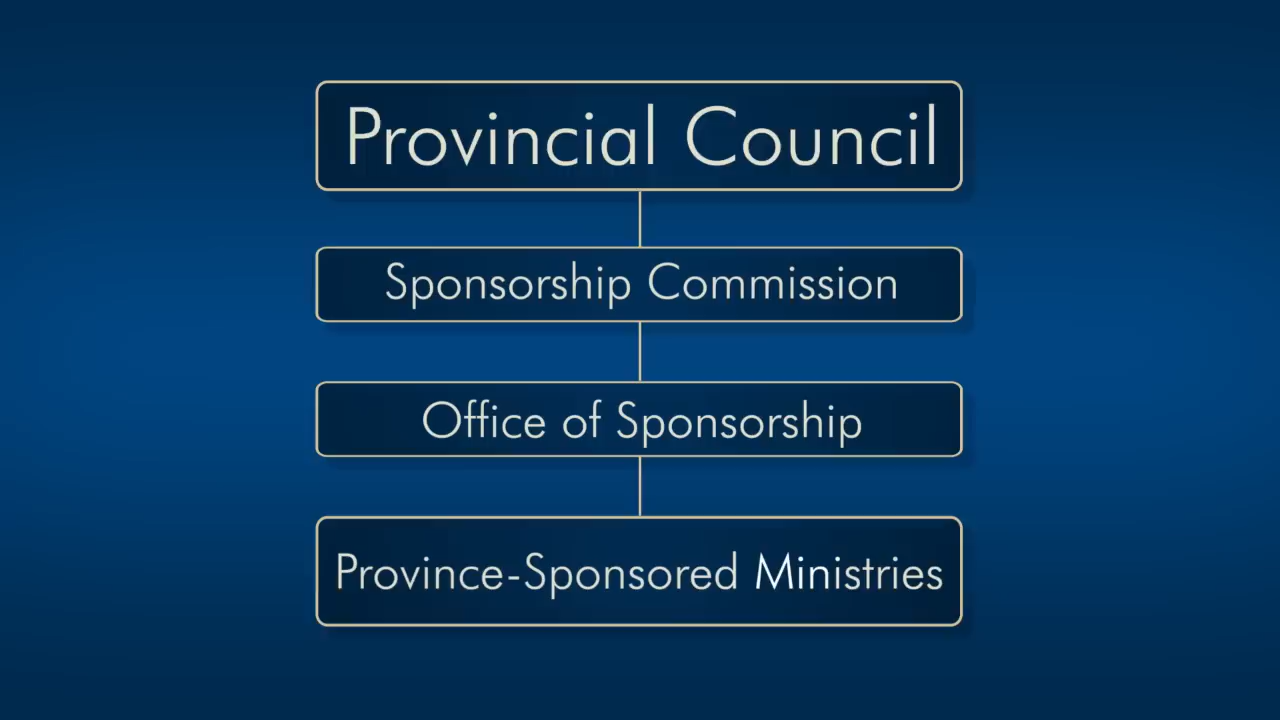 Provincial Council
Sponsorship Commission
Office of Sponsorship
Province-Sponsored Ministries